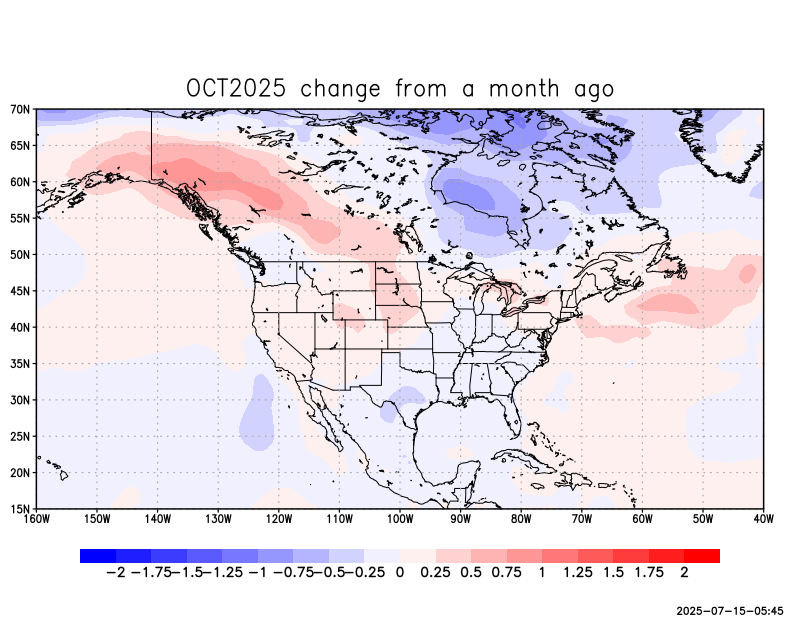 OCT2025 change from a month ago
70N
65N
60N
55N
50N
45N
40N
35N
30N
25N
20N
15N
160W 150W 140W 130W 120W 110W 100W 90W 80W 70W 60W 50W 40W
-2 -1.75 -1.5 -1.25 -1 -0.75 -0.5 -0.25 0 0.25 0.5 0.75 1 1.25 1.5 1.75 2
2025-07-15-05:45